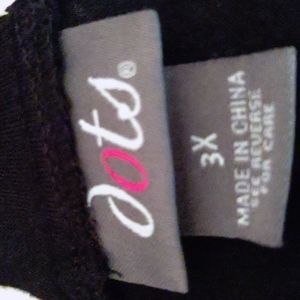 dots®
3X
MADE IN CHINA
SEE REVERSE
FOR CARE